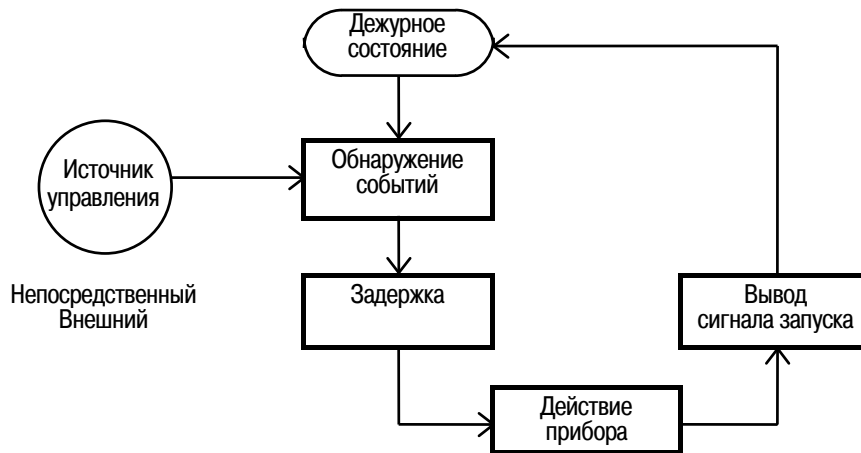 Дежурное
состояние
Источник
управления
Обнаружение
событий
Непосредственный
Внешний
Задержка
Вывод
сигнала запуска
Действие
прибора